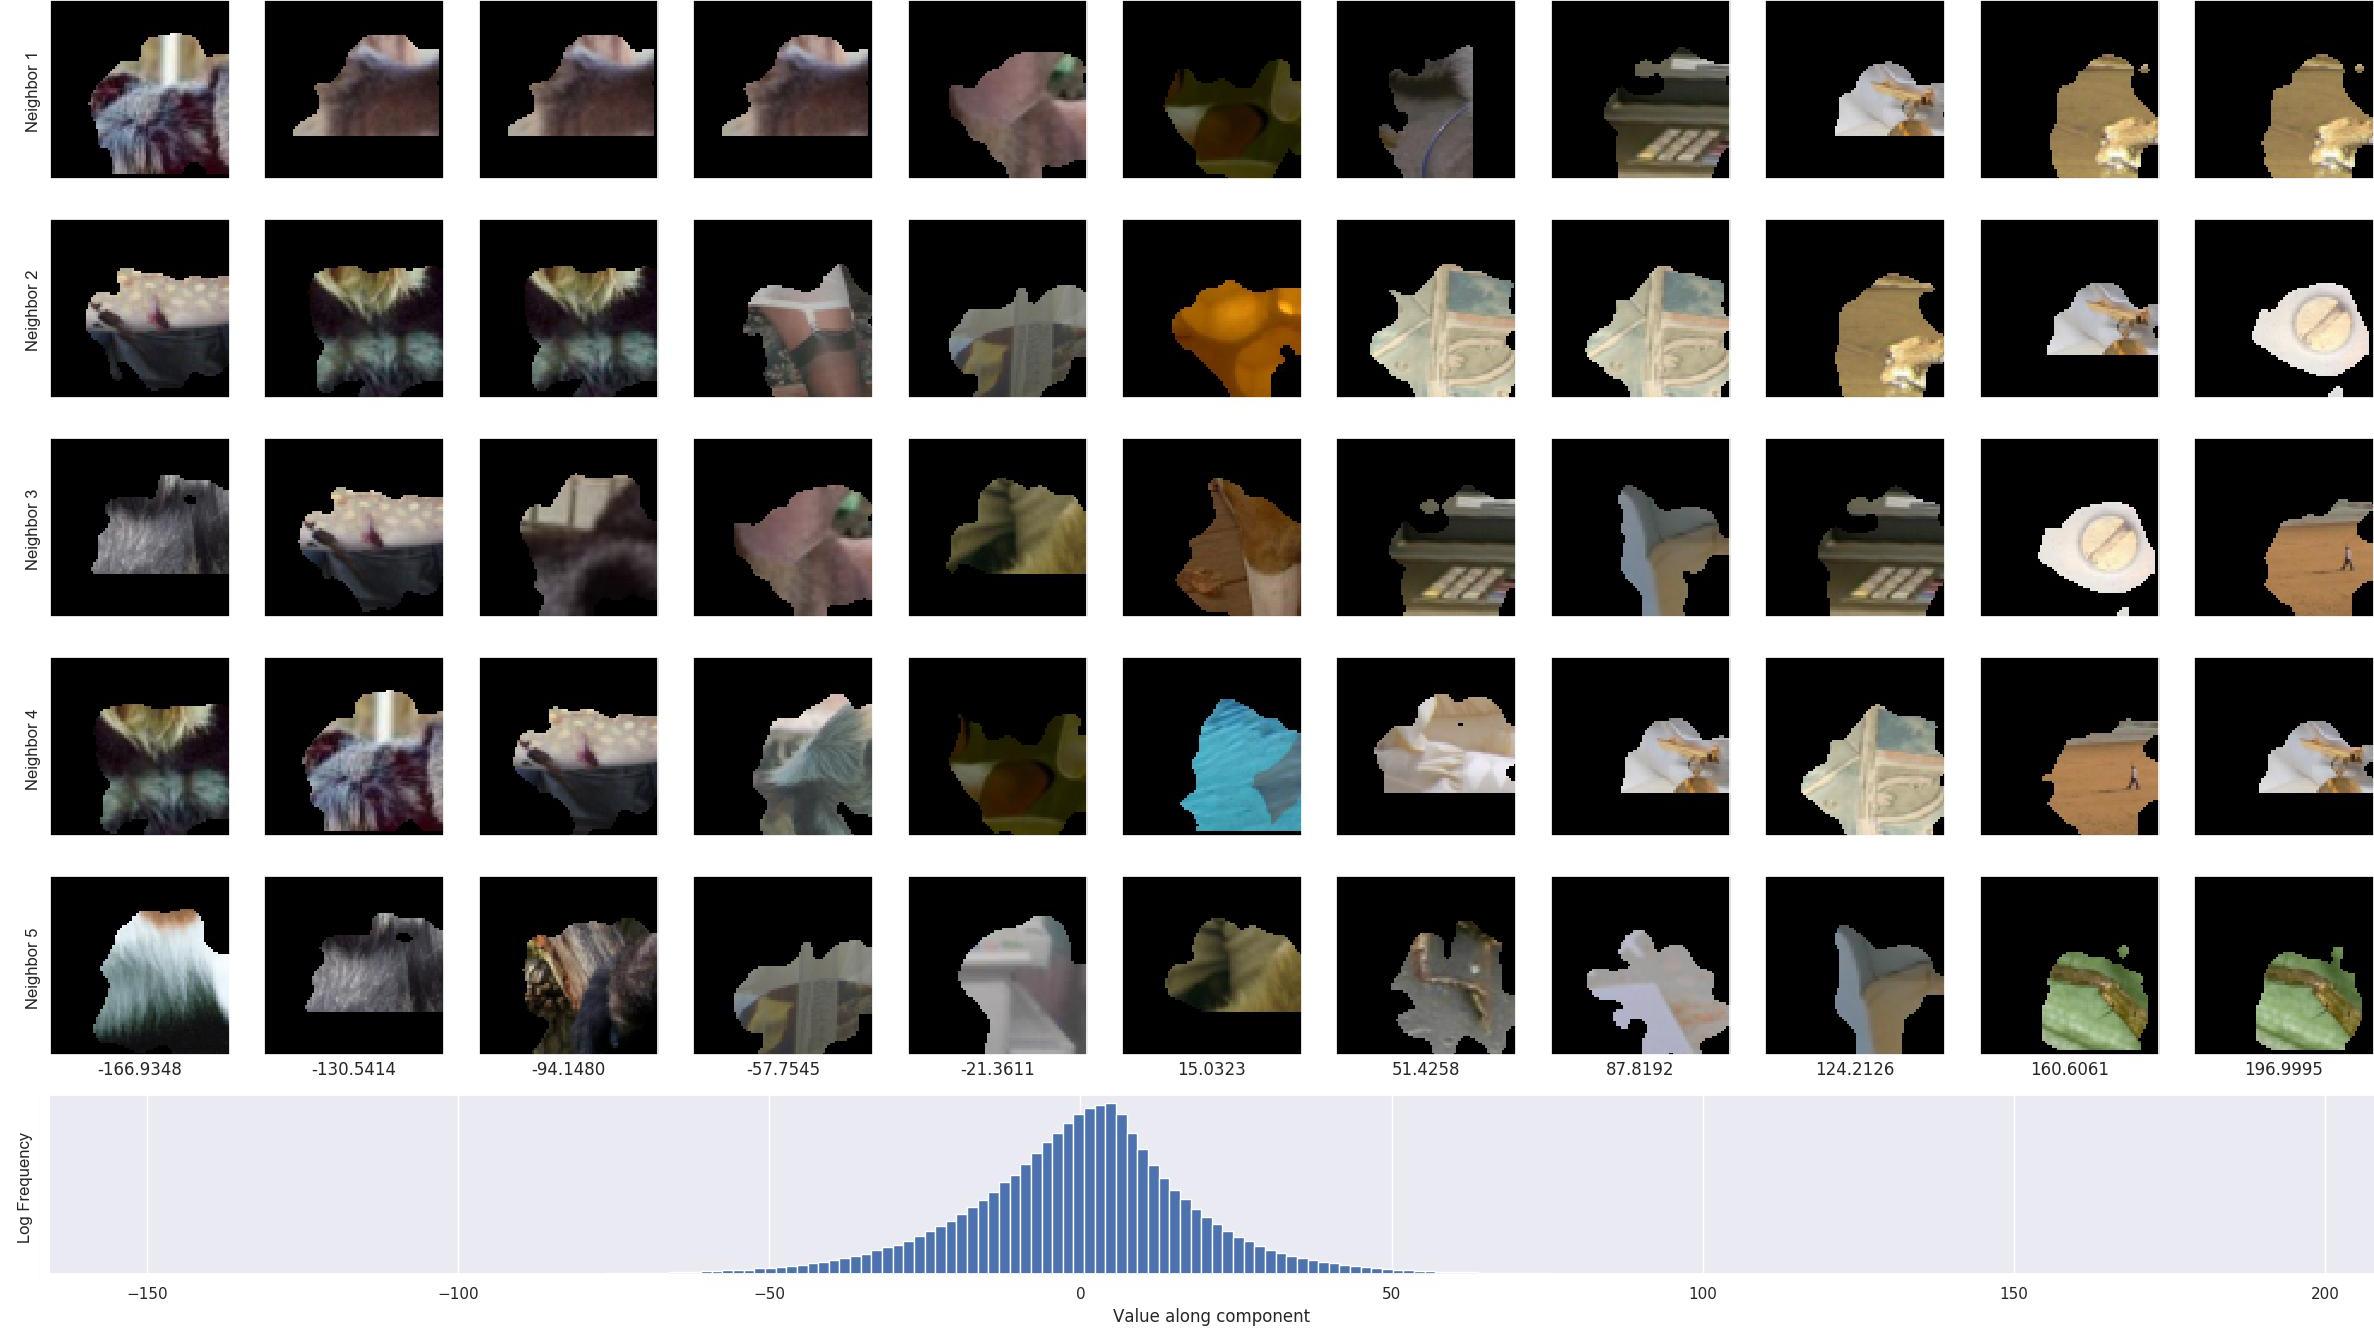 Neighbor 1
Neighbor 2
Neighbor 3
Neighbor 4
Neighbor 5
-166.9348 -130.5414 -94.1480 -57.7545 -21.3611 15.0323 51.4258 87.8192 124.2126 160.6061 196.9995
Log Frequency
−150 −100 −50 0 50 100 150 200
Value along component